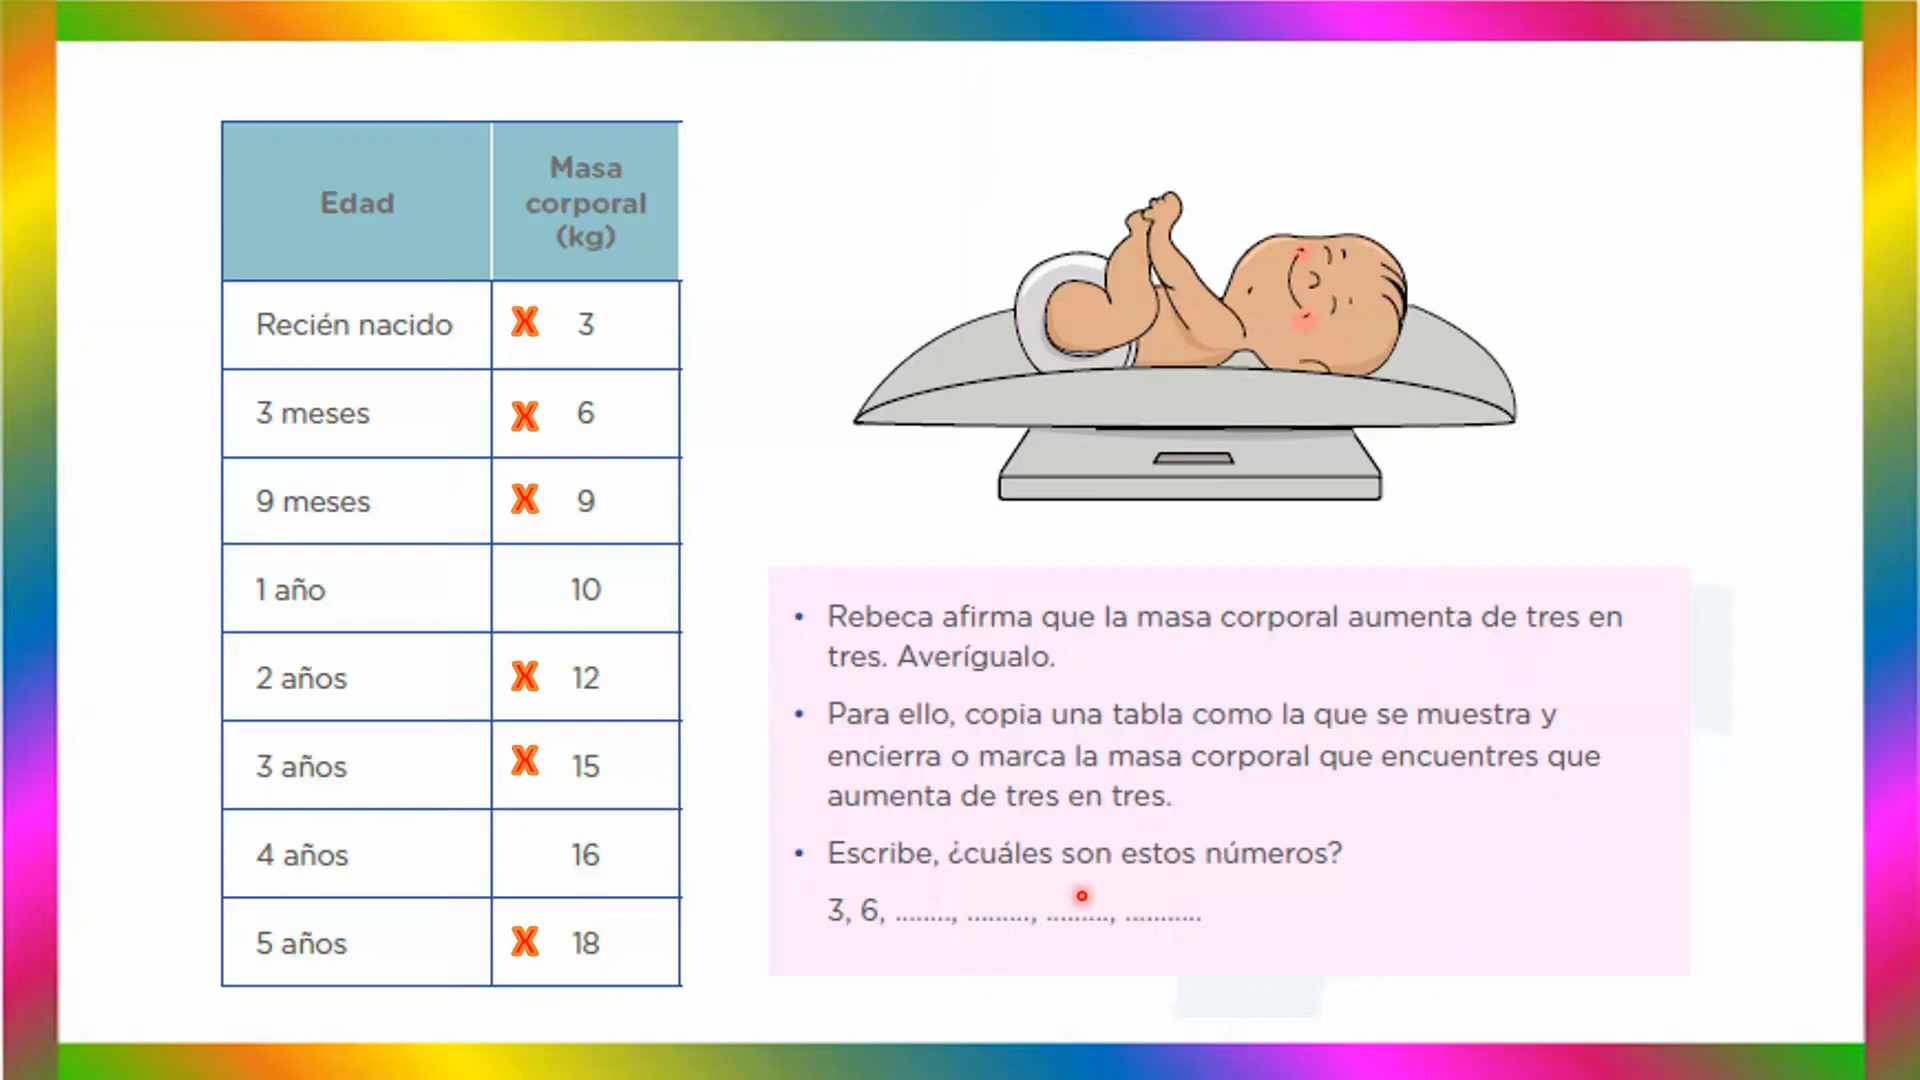 Edad
Masa
corporal
(kg)
Recién nacido X 3
3 meses X 6
9 meses X 9
1 año 10
2 años X 12
3 años X 15
4 años 16
5 años X 18
• Rebeca afirma que la masa corporal aumenta de tres en
tres. Averígualo.
• Para ello, copia una tabla como la que se muestra y
encierra o marca la masa corporal que encuentres que
aumenta de tres en tres.
• Escribe, ¿cuáles son estos números?
3, 6, ........, ........., ........., ...........